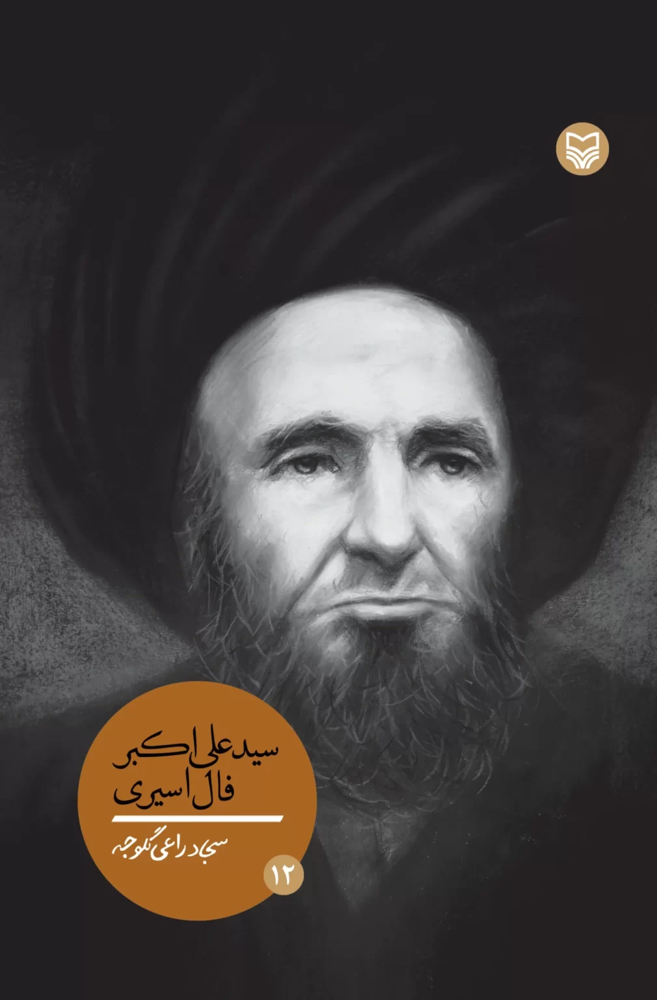 سید علی اکبر
فال اسیری
سجاد راعی گلوجه
۱۲